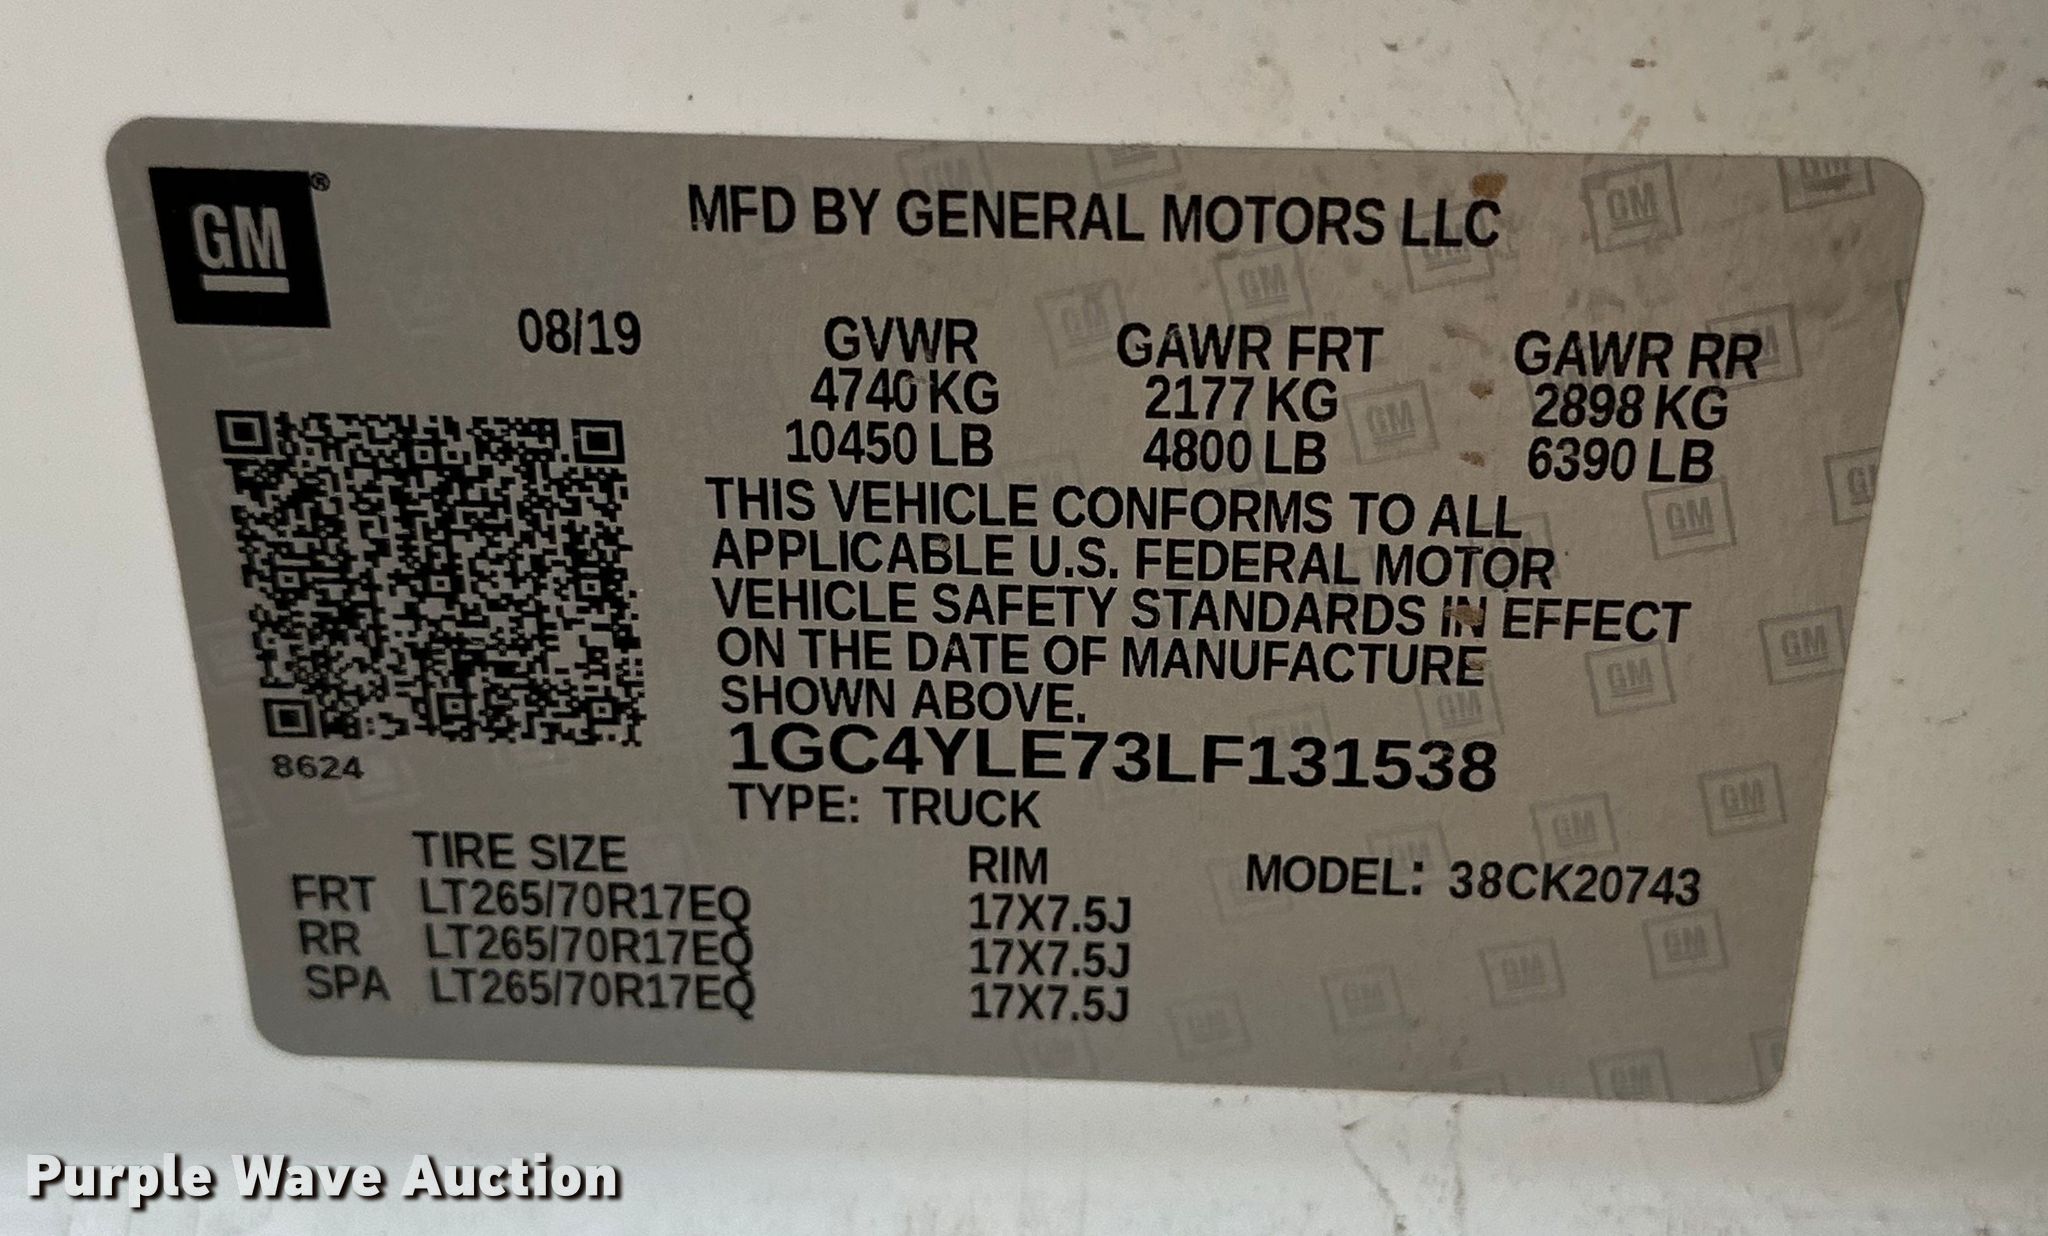 GM®
MFD BY GENERAL MOTORS LLC
08/19 GVWR GAWR FRT GAWR RR
4740 KG 2177 KG 2898 KG
10450 LB 4800 LB 6390 LB
THIS VEHICLE CONFORMS TO ALL
APPLICABLE U.S. FEDERAL MOTOR
VEHICLE SAFETY STANDARDS IN EFFECT
ON THE DATE OF MANUFACTURE
SHOWN ABOVE.
8624
1GC4YLE73LF131538
TYPE: TRUCK
TIRE SIZE RIM MODEL: 38CK20743
FRT LT265/70R17EQ 17X7.5J
RR LT265/70R17EQ 17X7.5J
SPA LT265/70R17EQ 17X7.5J
Purple Wave Auction